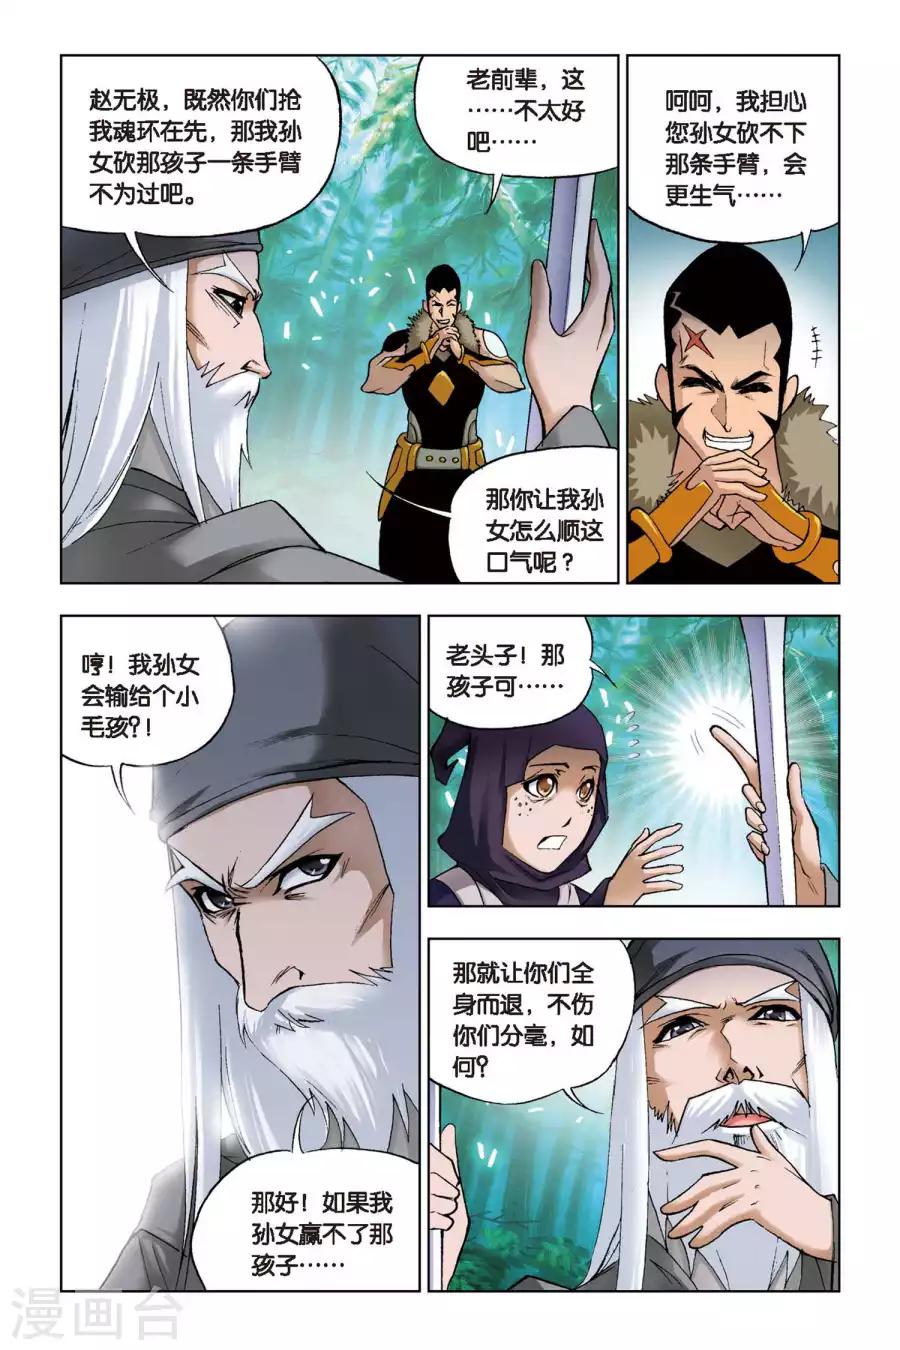 赵无极，既然你们抢
我魂环在先，那我孙
女砍那孩子一条手臂
不为过吧。
老前辈，这
……不太好
吧……
那你让我孙
女怎么顺这
口气呢？
呵呵，我担心
您孙女砍不下
那条手臂，会
更生气……
哼！我孙女
会输给个小
毛孩？！
那好！如果我
孙女赢不了那
孩子……
老头子！那
孩子可……
那就让你们全
身而退，不伤
你们分毫，如
何？
漫画台